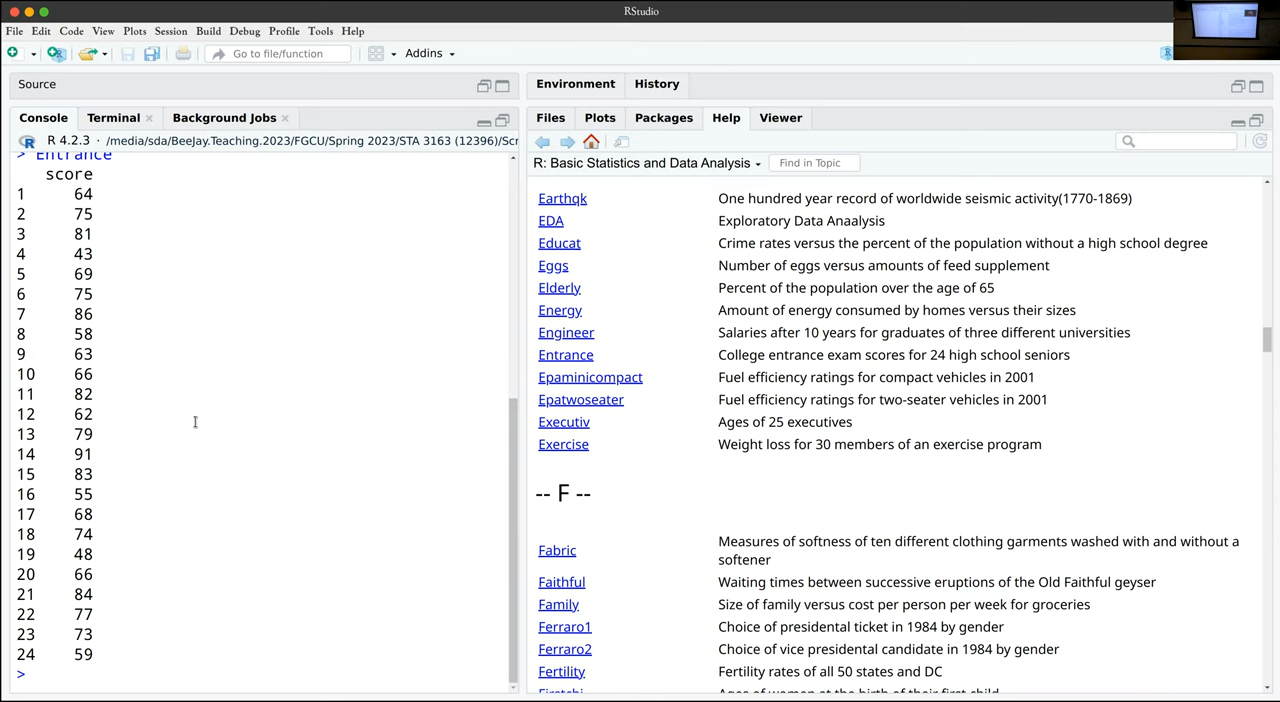 RStudio
File Edit Code View Plots Session Build Debug Profile Tools Help
Go to file/function Addins
Source
Environment History
Console Terminal Background Jobs
Files Plots Packages Help Viewer
R 4.2.3 · /media/sda/BeeJay.Teaching.2023/FGCU/Spring 2023/STA 3163 (12396)/Scr
R: Basic Statistics and Data Analysis Find in Topic
> Entrance
score
1 64
2 75
3 81
4 43
5 69
6 75
7 86
8 58
9 63
10 66
11 82
12 62
13 79
14 91
15 83
16 55
17 68
18 74
19 48
20 66
21 84
22 77
23 73
24 59
>
Earthqk One hundred year record of worldwide seismic activity(1770-1869)
EDA Exploratory Data Anaalysis
Educat Crime rates versus the percent of the population without a high school degree
Eggs Number of eggs versus amounts of feed supplement
Elderly Percent of the population over the age of 65
Energy Amount of energy consumed by homes versus their sizes
Engineer Salaries after 10 years for graduates of three different universities
Entrance College entrance exam scores for 24 high school seniors
Epaminicompact Fuel efficiency ratings for compact vehicles in 2001
Epatwoseater Fuel efficiency ratings for two-seater vehicles in 2001
Executiv Ages of 25 executives
Exercise Weight loss for 30 members of an exercise program
-- F --
Fabric Measures of softness of ten different clothing garments washed with and without a
softener
Faithful Waiting times between successive eruptions of the Old Faithful geyser
Family Size of family versus cost per person per week for groceries
Ferraro1 Choice of presidential ticket in 1984 by gender
Ferraro2 Choice of vice presidential candidate in 1984 by gender
Fertility Fertility rates of all 50 states and DC
Ages of women at the birth of their first child